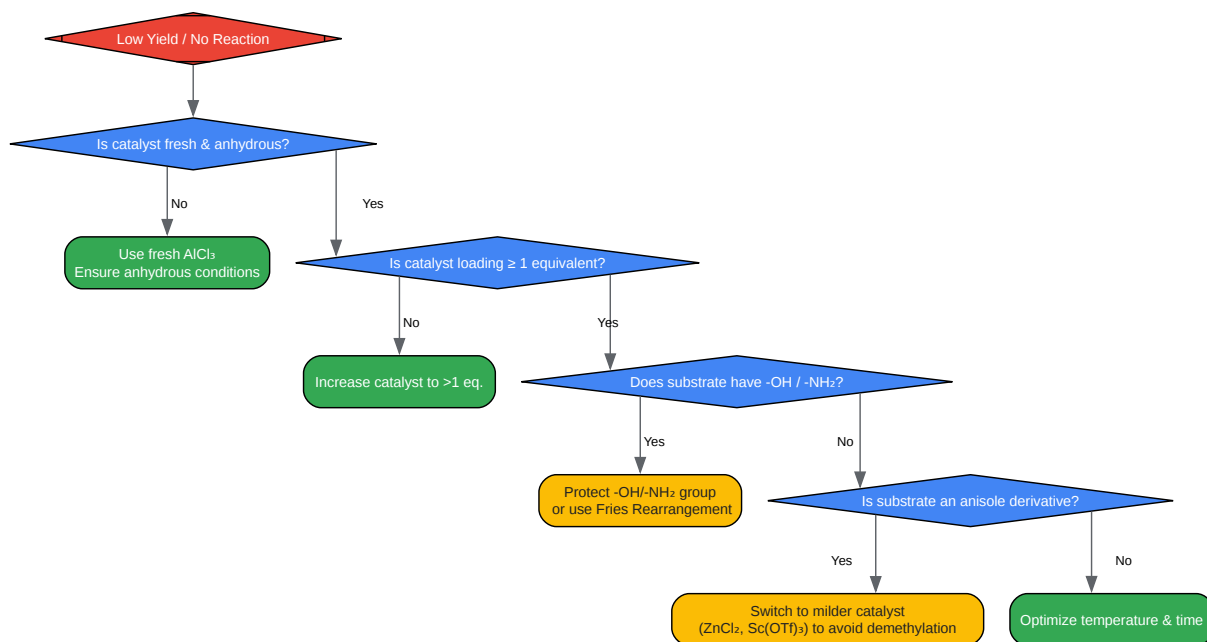 Low Yield / No Reaction
Is catalyst fresh & anhydrous?
No
Yes
Use fresh AlCl₃
Ensure anhydrous conditions
Is catalyst loading ≥ 1 equivalent?
No
Yes
Increase catalyst to >1 eq.
Does substrate have -OH / -NH₂?
Yes
No
Protect -OH/-NH₂ group
or use Fries Rearrangement
Is substrate an anisole derivative?
Yes
No
Switch to milder catalyst
(ZnCl₂, Sc(OTf)₃) to avoid demethylation
Optimize temperature & time